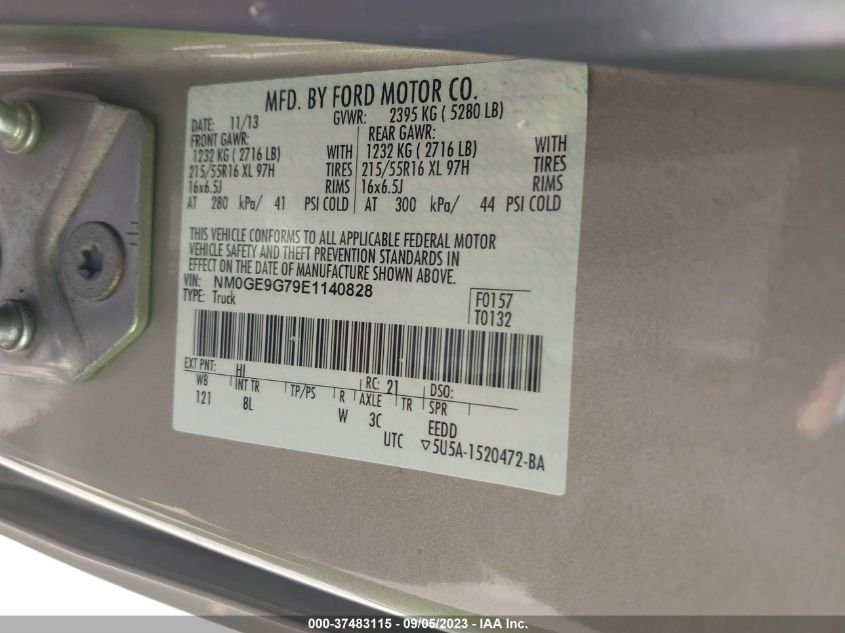 MFD. BY FORD MOTOR CO.
DATE: 11/13 GVWR: 2395 KG ( 5280 LB)
FRONT GAWR: REAR GAWR:
1232 KG ( 2716 LB) WITH 1232 KG ( 2716 LB) WITH
215/55R16 XL 97H TIRES 215/55R16 XL 97H TIRES
16x6.5J RIMS 16x6.5J RIMS
AT 280 kPa/ 41 PSI COLD AT 300 kPa/ 44 PSI COLD
THIS VEHICLE CONFORMS TO ALL APPLICABLE FEDERAL MOTOR
VEHICLE SAFETY AND THEFT PREVENTION STANDARDS IN
EFFECT ON THE DATE OF MANUFACTURE SHOWN ABOVE.
VIN: NM0GE9G79E1140828 F0157
TYPE: Truck T0132
EXT PNT: HI RC: 21 DSO:
WB INT TR TP/PS R AXLE TR SPR
121 8L W 3C EEDD
UTC ▽5U5A-1520472-BA
000-37483115 - 09/05/2023 - IAA Inc.